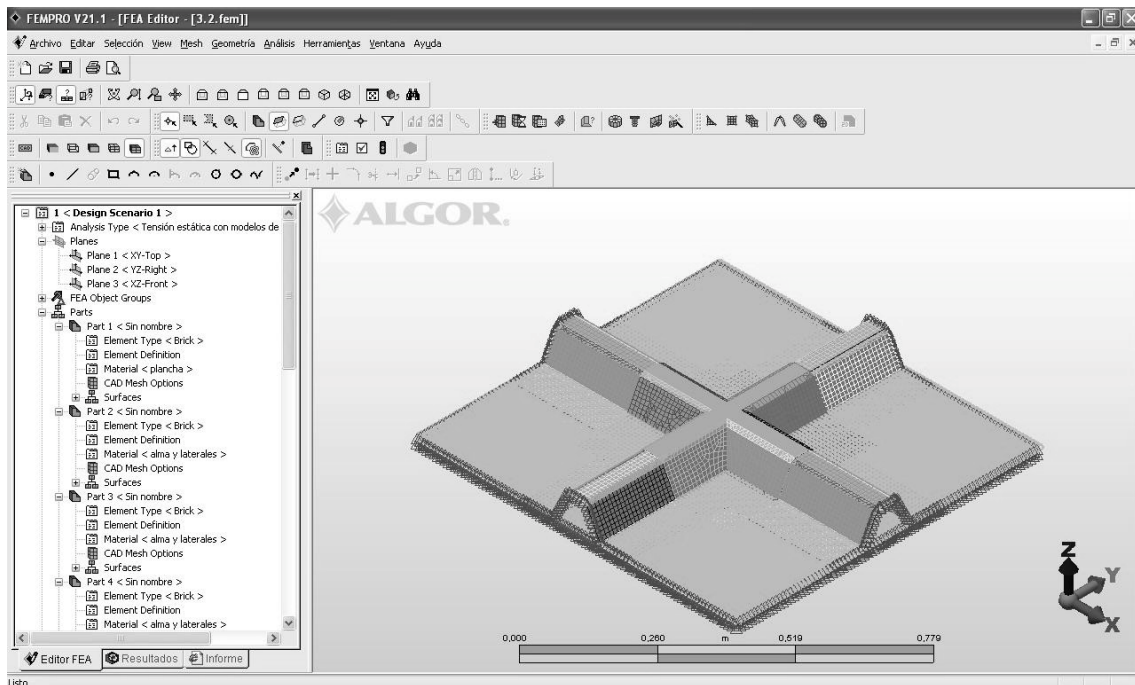 FEMPRO V21.1 - [FEA Editor - [3.2.fem]]
Archivo Editar Selección View Mesh Geometría Análisis Herramientas Ventana Ayuda
ALGOR.
1 < Design Scenario 1 >
Analysis Type < Tensión estática con modelos de
Planes
Plane 1 < XY-Top >
Plane 2 < YZ-Right >
Plane 3 < XZ-Front >
FEA Object Groups
Parts
Part 1 < Sin nombre >
Element Type < Brick >
Element Definition
Material < plancha >
CAD Mesh Options
Surfaces
Part 2 < Sin nombre >
Element Type < Brick >
Element Definition
Material < alma y laterales >
CAD Mesh Options
Surfaces
Part 3 < Sin nombre >
Element Type < Brick >
Element Definition
Material < alma y laterales >
CAD Mesh Options
Surfaces
Part 4 < Sin nombre >
Element Type < Brick >
Element Definition
Material < alma y laterales >
Z
Y
X
0,000 0,260 m 0,519 0,779
Editor FEA Resultados Informe
Listo